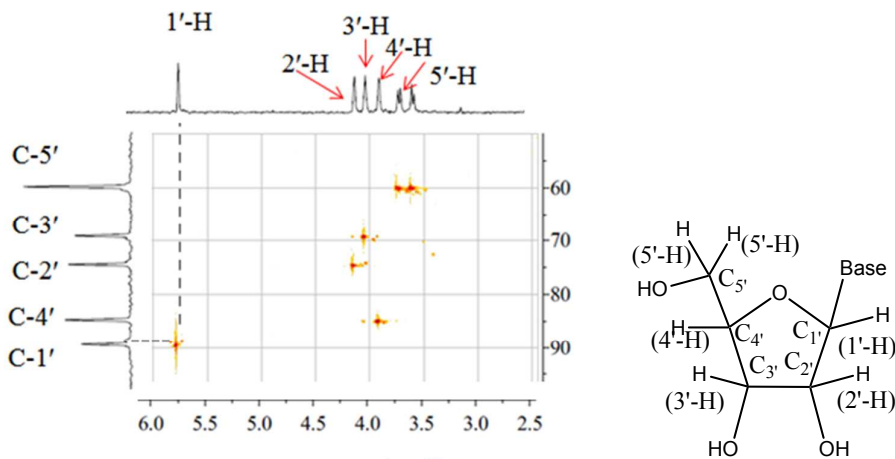 1′-H
3′-H
4′-H
2′-H
5′-H
C-5′
C-3′
C-2′
C-4′
C-1′
60
70
80
90
6.0 5.5 5.0 4.5 4.0 3.5 3.0 2.5
H H
(5′-H) (5′-H)
Base
HO C5′ O
H H
(4′-H) C4′ C1′ (1′-H)
H C3′ C2′ H
(3′-H) (2′-H)
HO OH